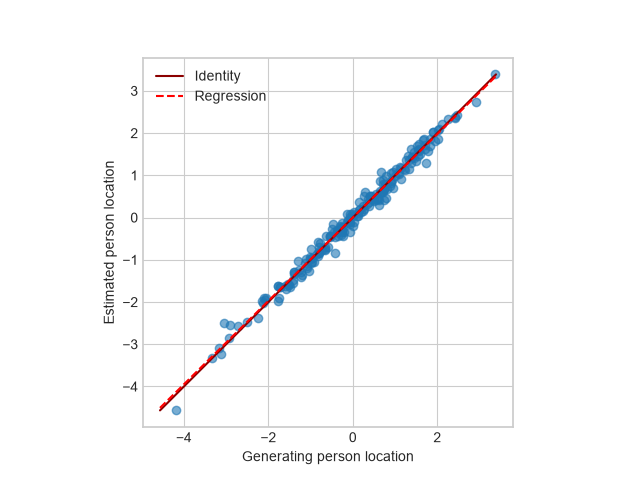 Identity
Regression
3
2
1
0
−1
−2
−3
−4
Estimated person location
−4 −2 0 2
Generating person location